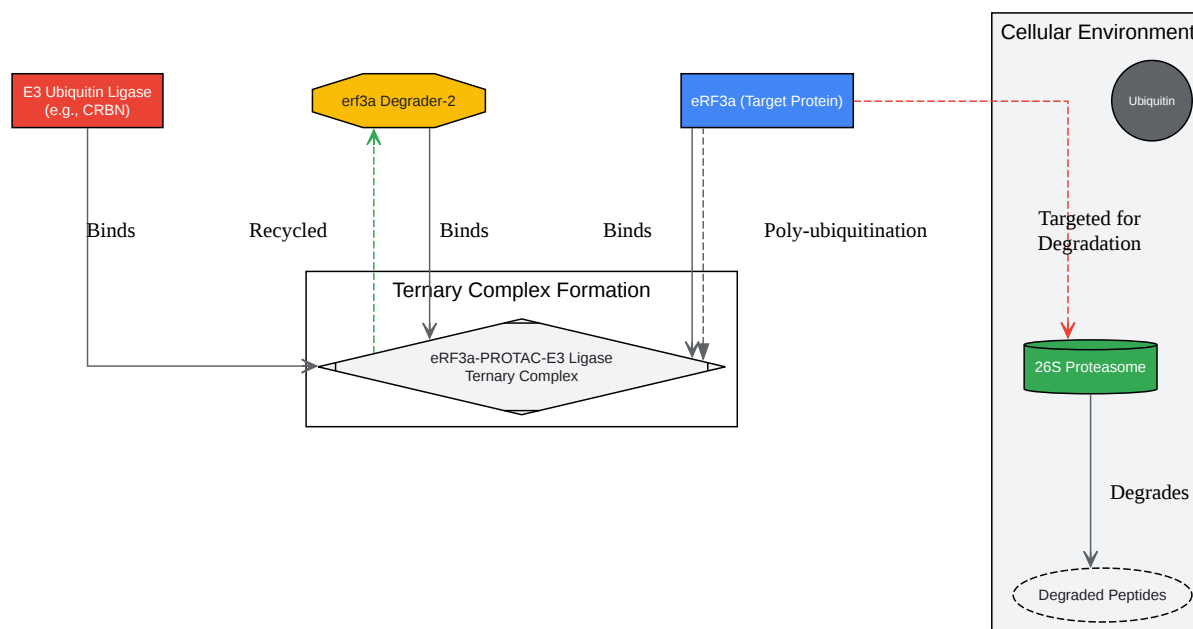 Cellular Environment
E3 Ubiquitin Ligase
(e.g., CRBN)
erf3a Degrader-2
eRF3a (Target Protein)
Ubiquitin
Binds
Recycled
Binds
Binds
Poly-ubiquitination
Targeted for
Degradation
Ternary Complex Formation
eRF3a-PROTAC-E3 Ligase
Ternary Complex
26S Proteasome
Degrades
Degraded Peptides